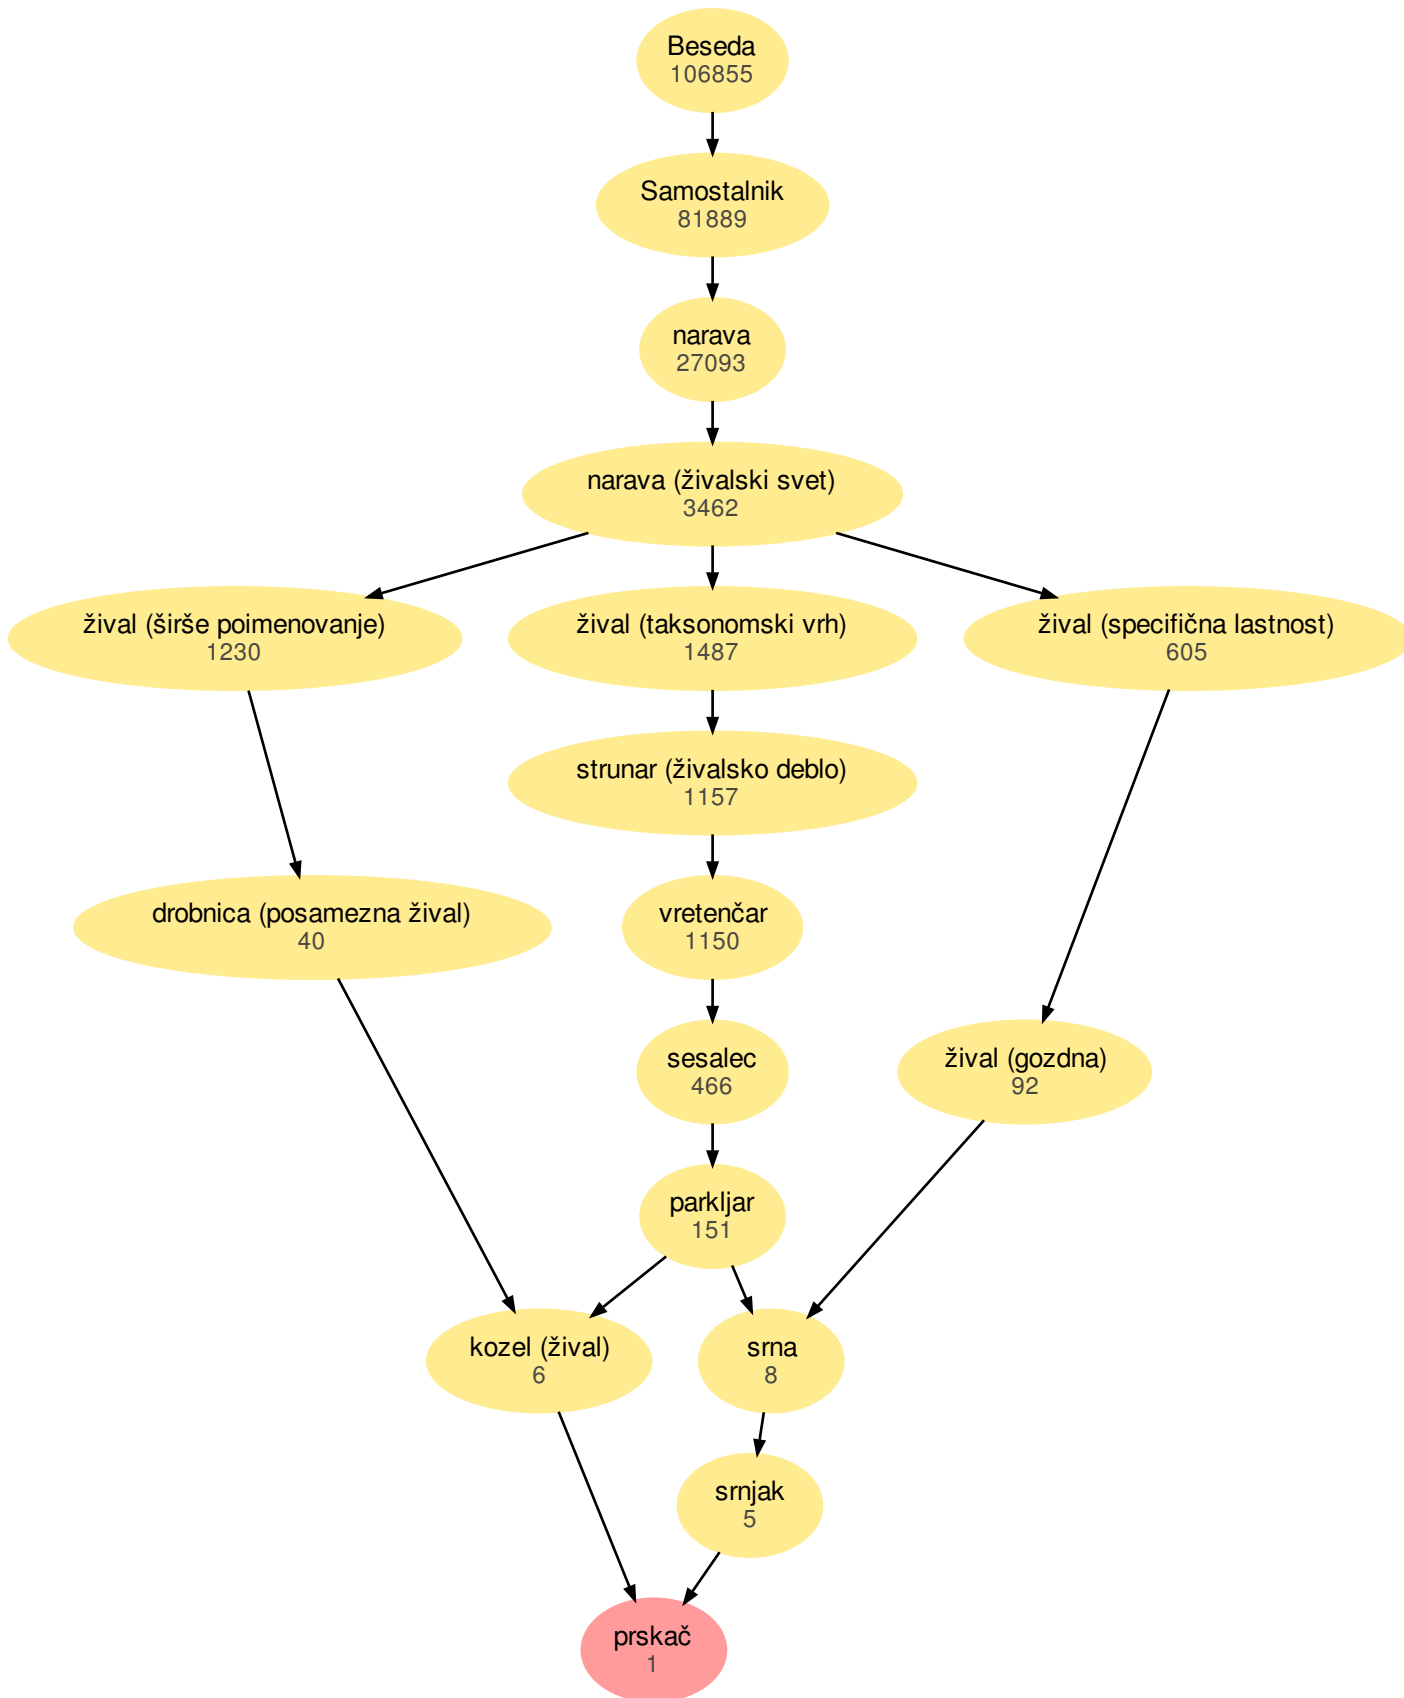 Beseda
106855
Samostalnik
81889
narava
27093
narava (živalski svet)
3462
žival (širše poimenovanje)
1230
žival (taksonomski vrh)
1487
žival (specifična lastnost)
605
strunar (živalsko deblo)
1157
drobnica (posamezna žival)
40
vretenčar
1150
sesalec
466
žival (gozdna)
92
parkljar
151
kozel (žival)
6
srna
8
srnjak
5
prskač
1